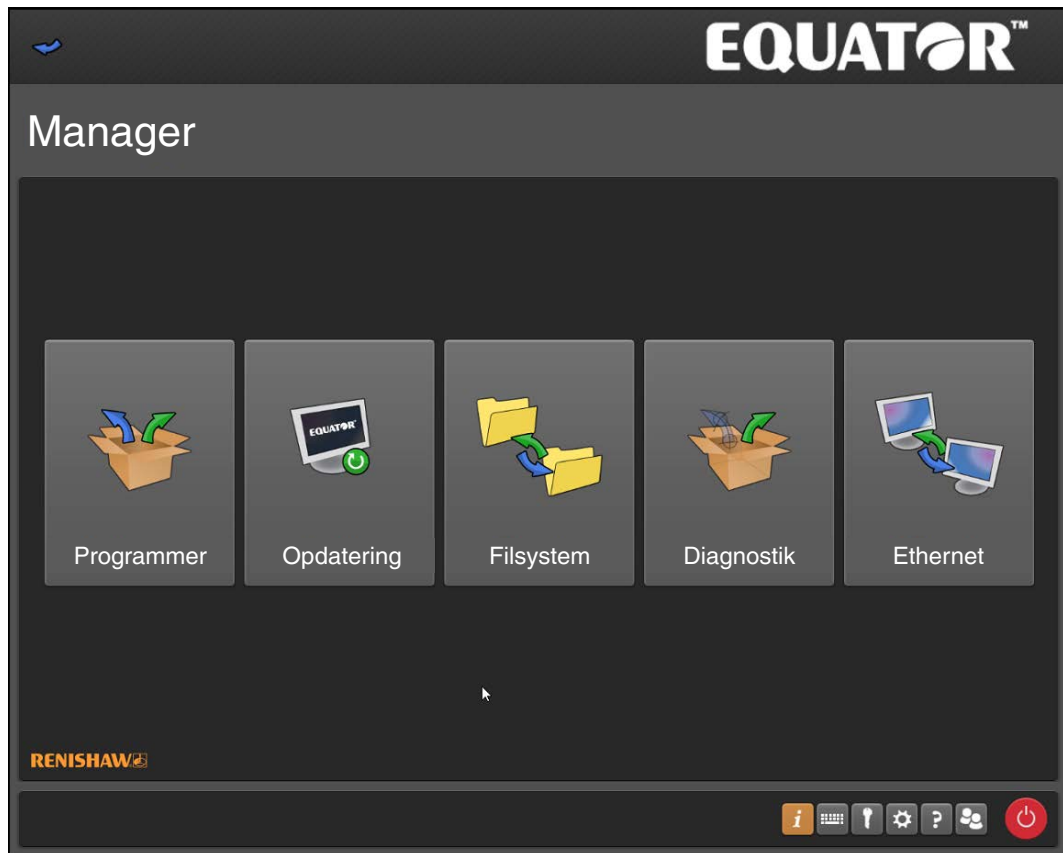 EQUATOR™
Manager
EQUATOR
Programmer
Opdatering
Filsystem
Diagnostik
Ethernet
RENISHAW
i
?